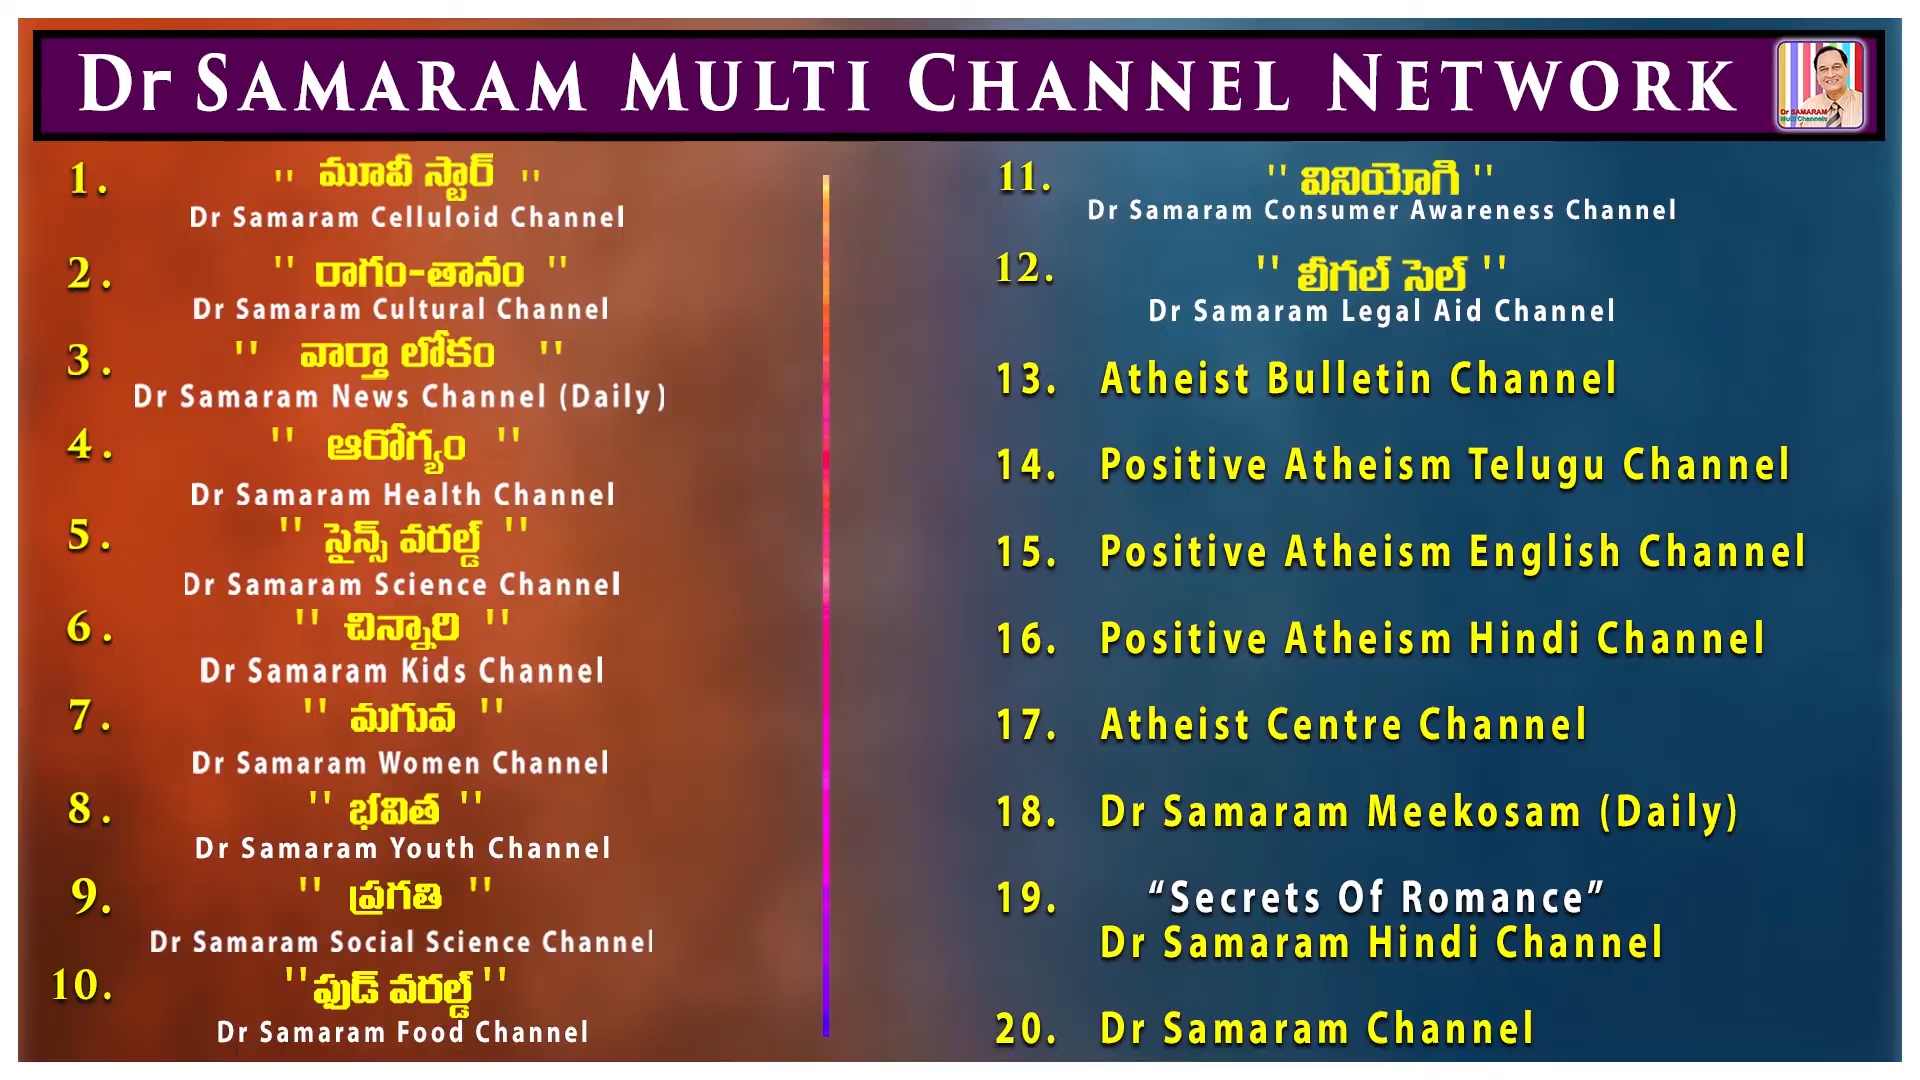 Dr SAMARAM MULTI CHANNEL NETWORK
Dr SAMARAM
Multi Channels
1. '' మూవీ స్టార్ ''
Dr Samaram Celluloid Channel
2. '' రాగం-తానం ''
Dr Samaram Cultural Channel
3. '' వార్తా లోకం ''
Dr Samaram News Channel (Daily)
4. '' ఆరోగ్యం ''
Dr Samaram Health Channel
5. '' సైన్స్ వరల్డ్ ''
Dr Samaram Science Channel
6. '' చిన్నారి ''
Dr Samaram Kids Channel
7. '' మగువ ''
Dr Samaram Women Channel
8. '' భవిత ''
Dr Samaram Youth Channel
9. '' ప్రగతి ''
Dr Samaram Social Science Channel
10. '' ఫుడ్ వరల్డ్ ''
Dr Samaram Food Channel
11. '' వినియోగి ''
Dr Samaram Consumer Awareness Channel
12. '' లీగల్ సెల్ ''
Dr Samaram Legal Aid Channel
13. Atheist Bulletin Channel
14. Positive Atheism Telugu Channel
15. Positive Atheism English Channel
16. Positive Atheism Hindi Channel
17. Atheist Centre Channel
18. Dr Samaram Meekosam (Daily)
19. “Secrets Of Romance”
Dr Samaram Hindi Channel
20. Dr Samaram Channel